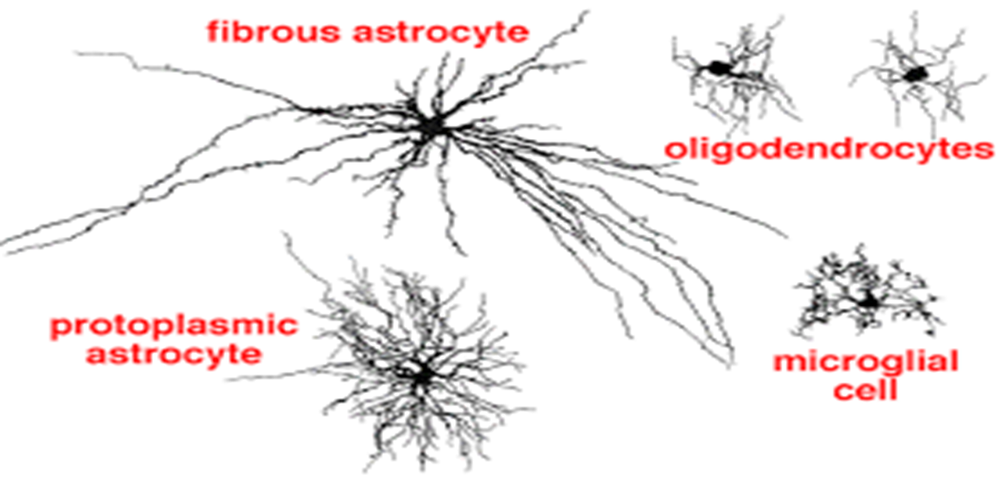 fibrous astrocyte
oligodendrocytes
protoplasmic
astrocyte
microglial
cell